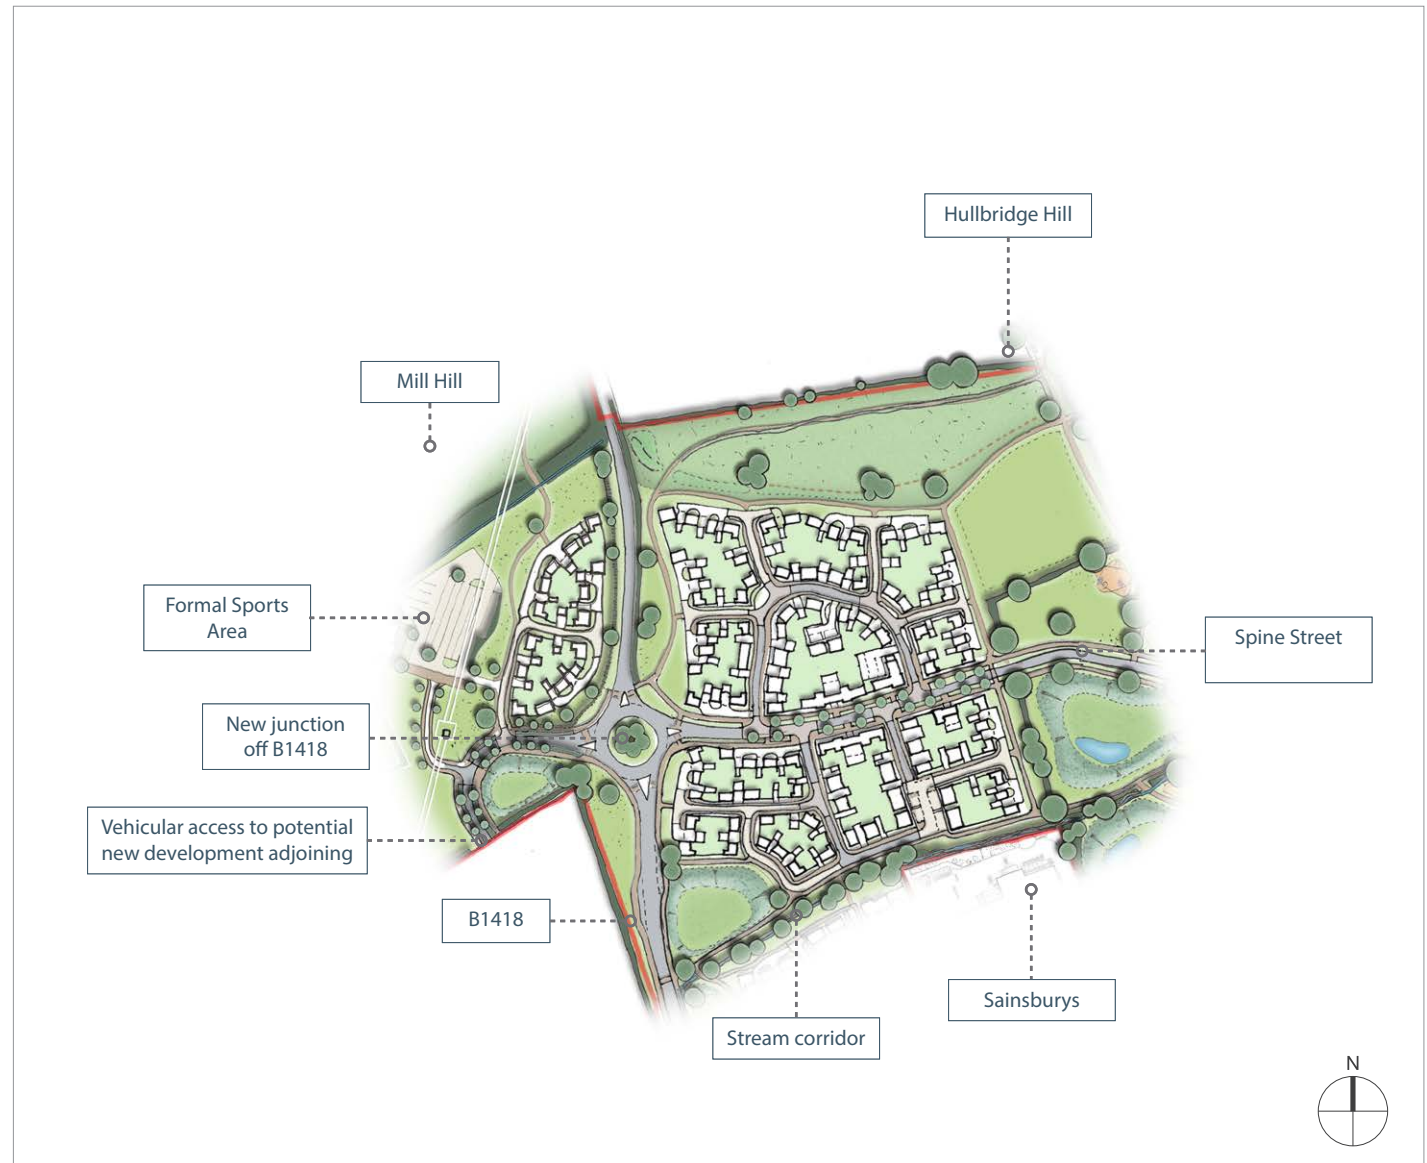 Hullbridge Hill
Mill Hill
Formal Sports
Area
Spine Street
New junction
off B1418
Vehicular access to potential
new development adjoining
B1418
Sainsburys
Stream corridor
N